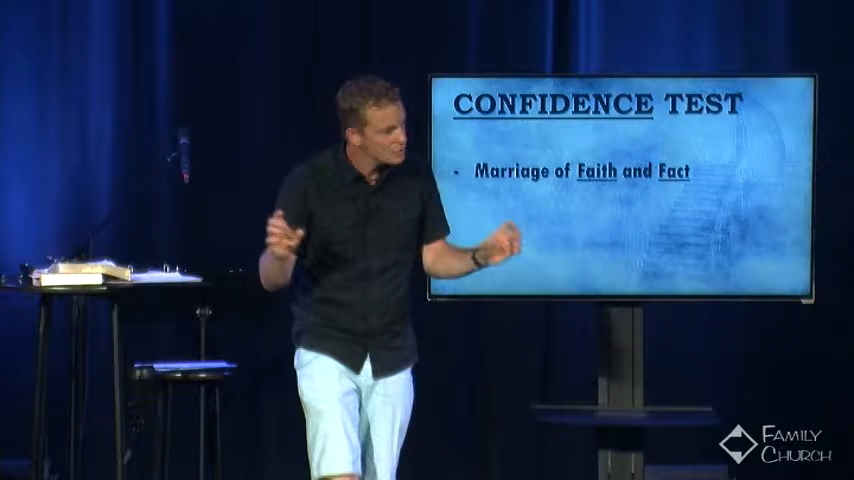 CONFIDENCE TEST
- Marriage of Faith and Fact
FAMILY
CHURCH